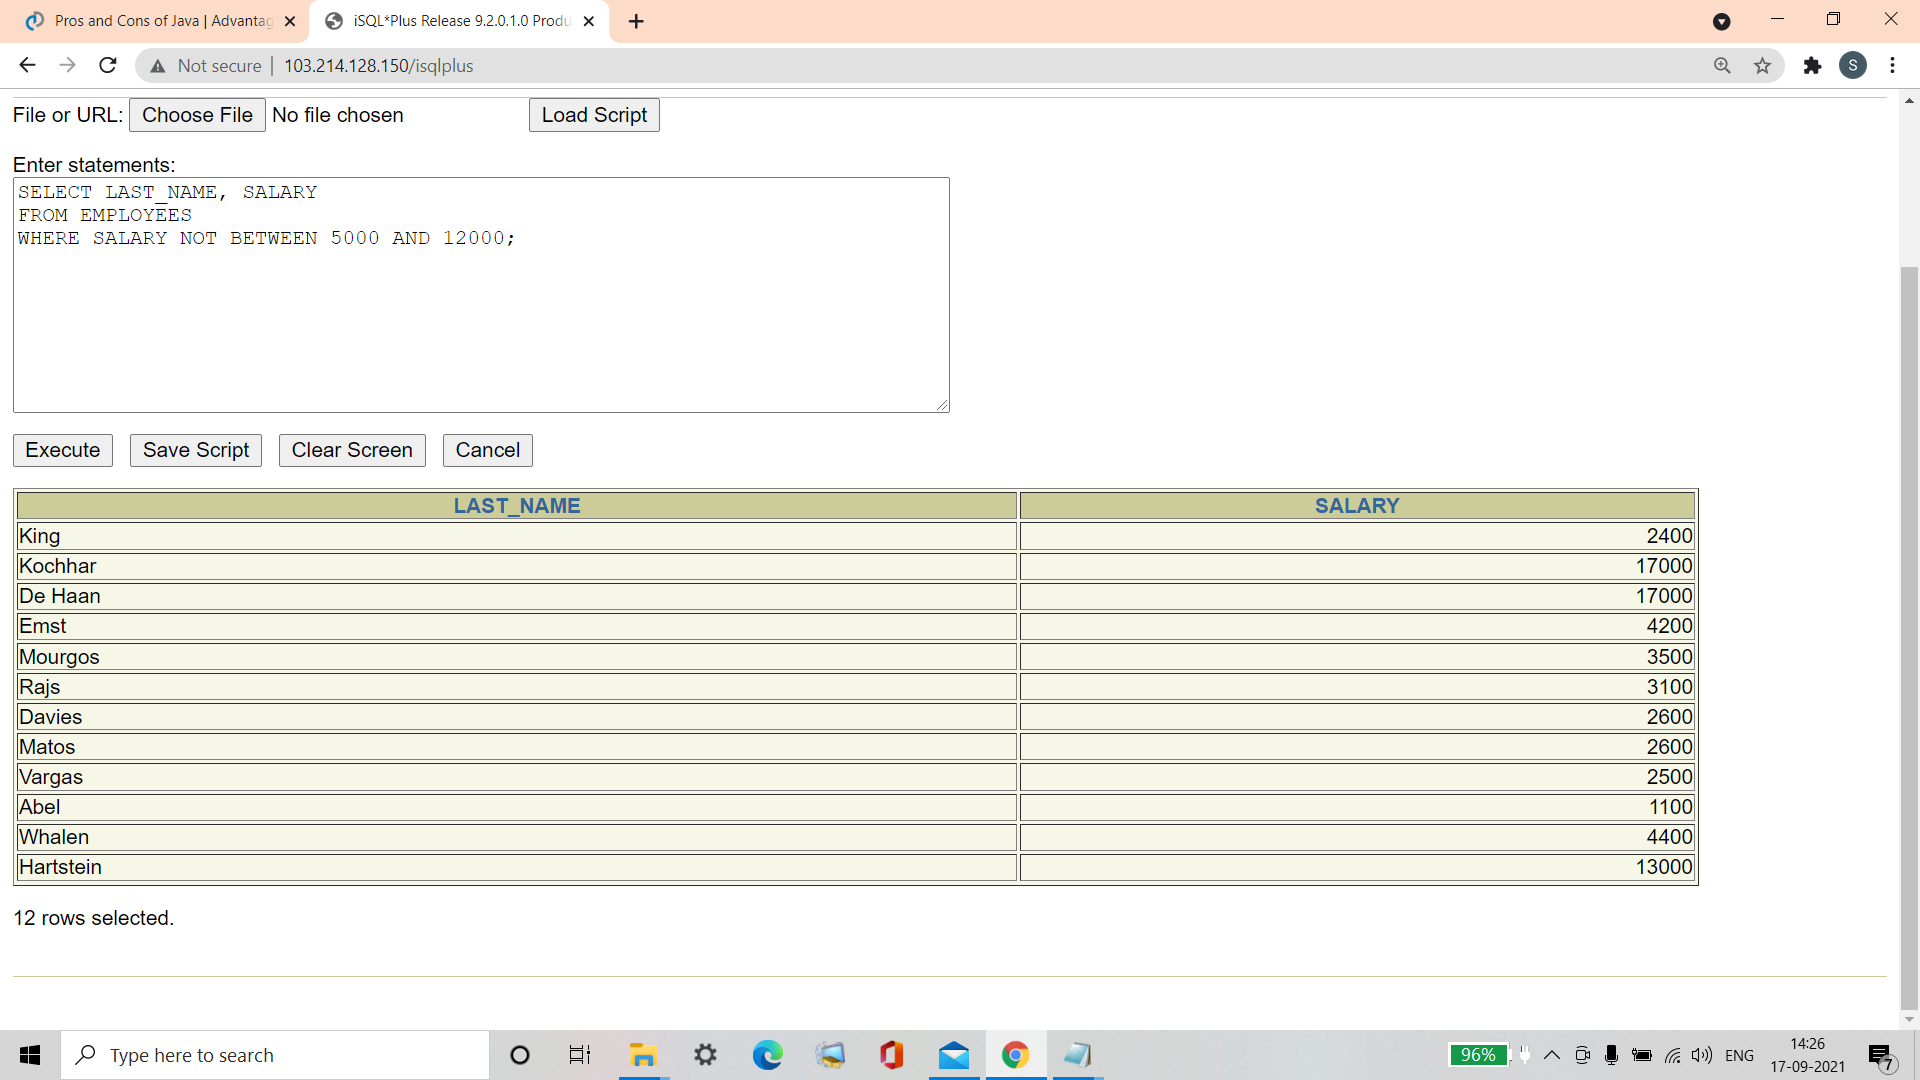 Pros and Cons of Java | Advantag
iSQL*Plus Release 9.2.0.1.0 Produ
Not secure | 103.214.128.150/isqlplus
S
File or URL: Choose File No file chosen Load Script
Enter statements:
SELECT LAST_NAME, SALARY
FROM EMPLOYEES
WHERE SALARY NOT BETWEEN 5000 AND 12000;
Execute Save Script Clear Screen Cancel
LAST_NAME SALARY
King 2400
Kochhar 17000
De Haan 17000
Emst 4200
Mourgos 3500
Rajs 3100
Davies 2600
Matos 2600
Vargas 2500
Abel 1100
Whalen 4400
Hartstein 13000
12 rows selected.
Type here to search
96%
ENG
14:26
17-09-2021
7